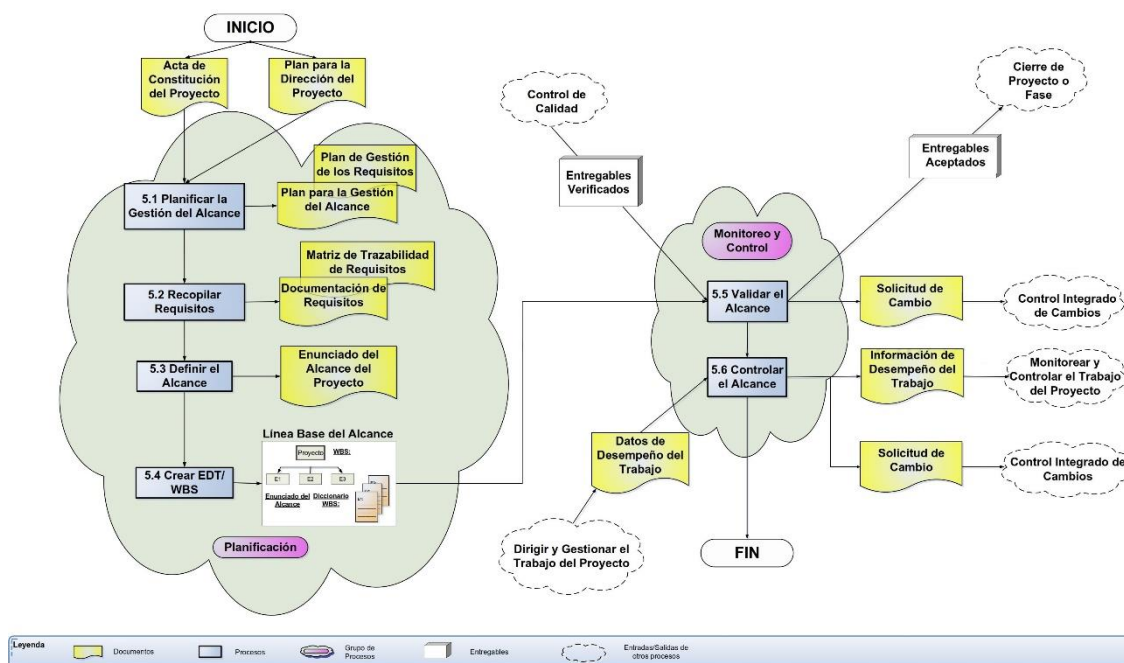 INICIO
Acta de
Constitución
del Proyecto
Plan para la
Dirección del
Proyecto
Plan de Gestión
de los Requisitos
5.1 Planificar la
Gestión del Alcance
Plan para la Gestión
del Alcance
Matriz de Trazabilidad
de Requisitos
5.2 Recopilar
Requisitos
Documentación de
Requisitos
5.3 Definir el
Alcance
Enunciado del
Alcance del
Proyecto
Línea Base del Alcance
Proyecto
WBS:
E1
E2
E3
Enunciado del
Alcance
Diccionario
WBS:
5.4 Crear EDT/
WBS
Planificación
Control de
Calidad
Entregables
Verificados
Cierre de
Proyecto o
Fase
Entregables
Aceptados
Monitoreo y
Control
5.5 Validar el
Alcance
Solicitud de
Cambio
Control Integrado
de Cambios
5.6 Controlar
el Alcance
Información de
Desempeño del
Trabajo
Monitorear y
Controlar el Trabajo
del Proyecto
Datos de
Desempeño del
Trabajo
Solicitud de
Cambio
Control Integrado de
Cambios
Dirigir y Gestionar el
Trabajo del Proyecto
FIN
Leyenda
Documentos
Procesos
Grupo de
Procesos
Entregables
Entradas/Salidas de
otros procesos